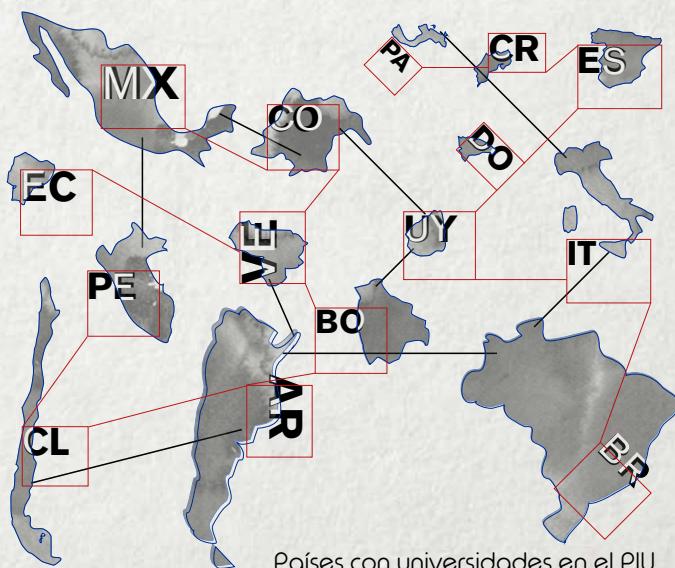 PA
CR
ES
MX
CO
DO
EC
UY
VE
IT
PE
BO
AR
CL
BR
Países con universidades en el PIU